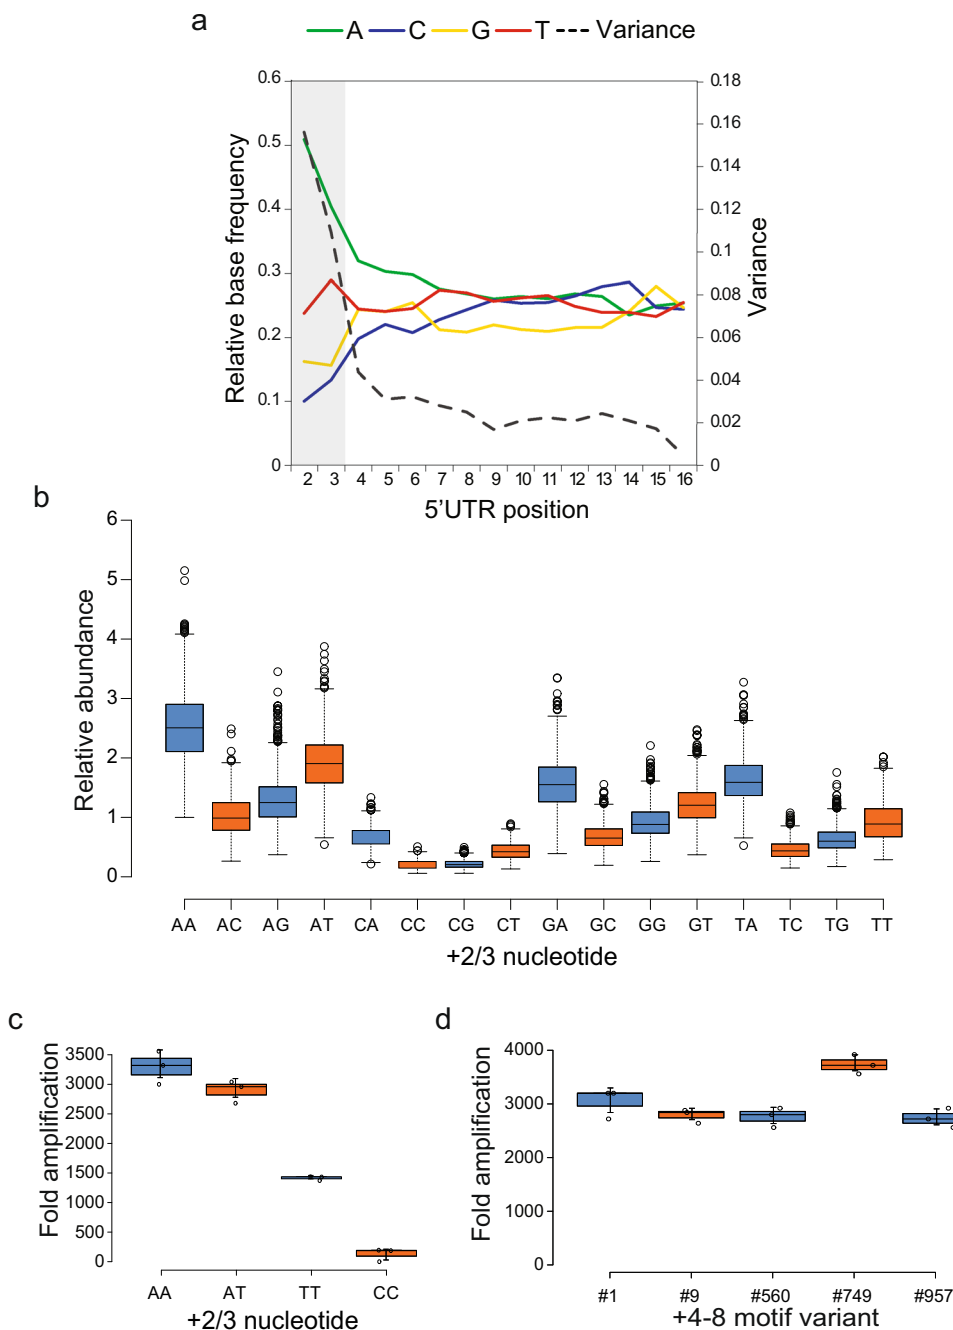 a
A C G T Variance
0.6 0.18
0.16
0.5
0.14
0.4 0.12
0.1
0.3
0.08
0.2 0.06
0.04
0.1
0.02
0 0
Relative base frequency
Variance
2 3 4 5 6 7 8 9 10 11 12 13 14 15 16
5'UTR position
b
6
5
4
3
2
1
0
Relative abundance
AA AC AG AT CA CC CG CT GA GC GG GT TA TC TG TT
+2/3 nucleotide
c
3500
3000
2500
2000
1500
1000
500
0
Fold amplification
AA AT TT CC
+2/3 nucleotide
d
4000
3000
2000
1000
0
Fold amplification
#1 #9 #560 #749 #957
+4-8 motif variant